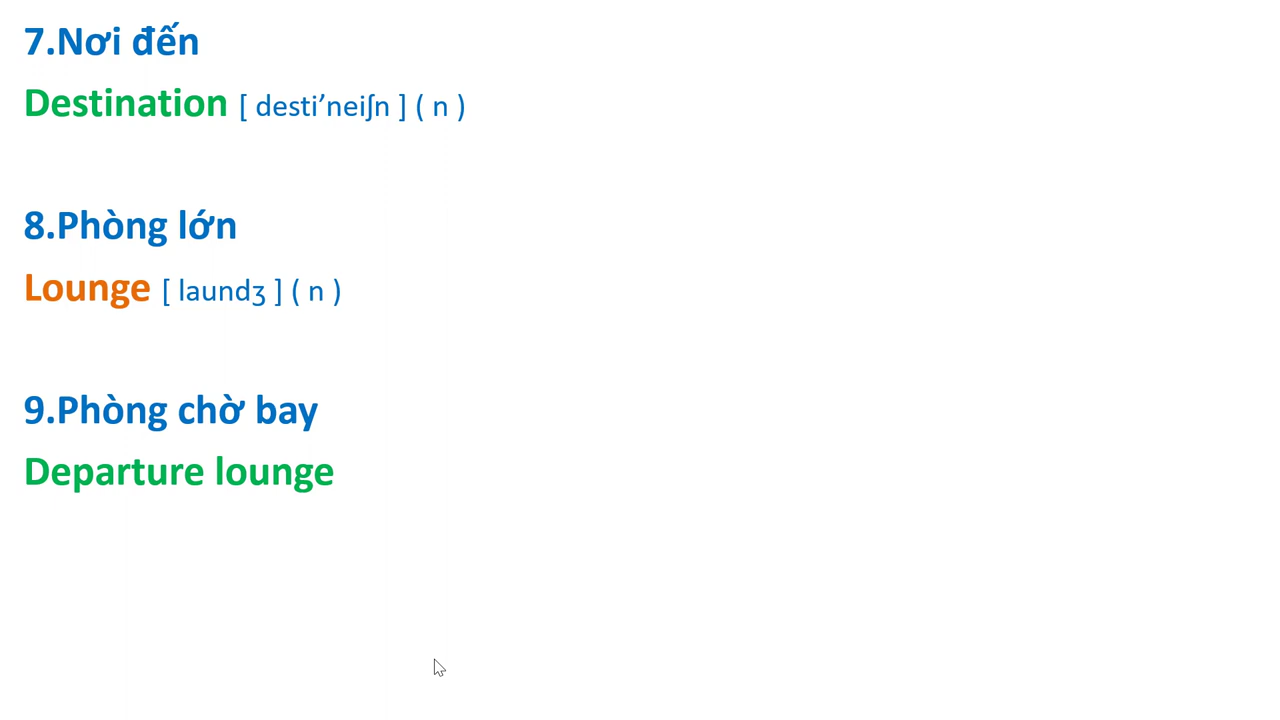 7.Nơi đến
Destination [ desti’neiʃn ] ( n )
8.Phòng lớn
Lounge [ laundʒ ] ( n )
9.Phòng chờ bay
Departure lounge